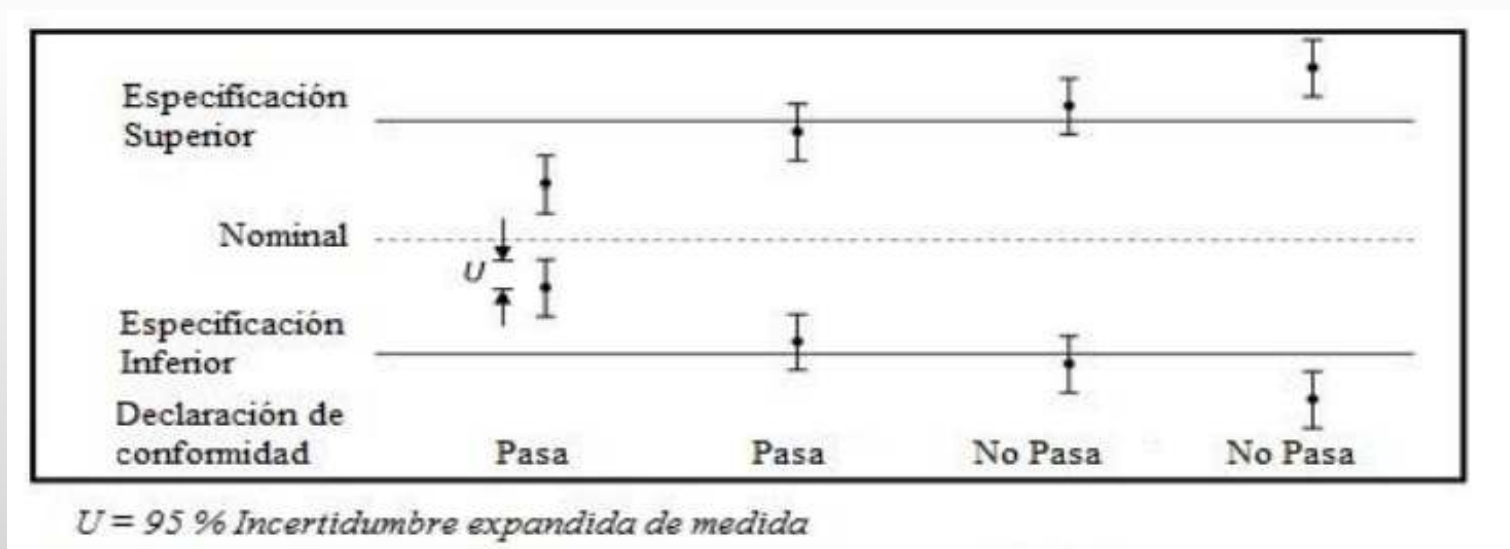 Especificación
Superior
Nominal
U
Especificación
Inferior
Declaración de
conformidad
Pasa Pasa No Pasa No Pasa
U = 95 % Incertidumbre expandida de medida